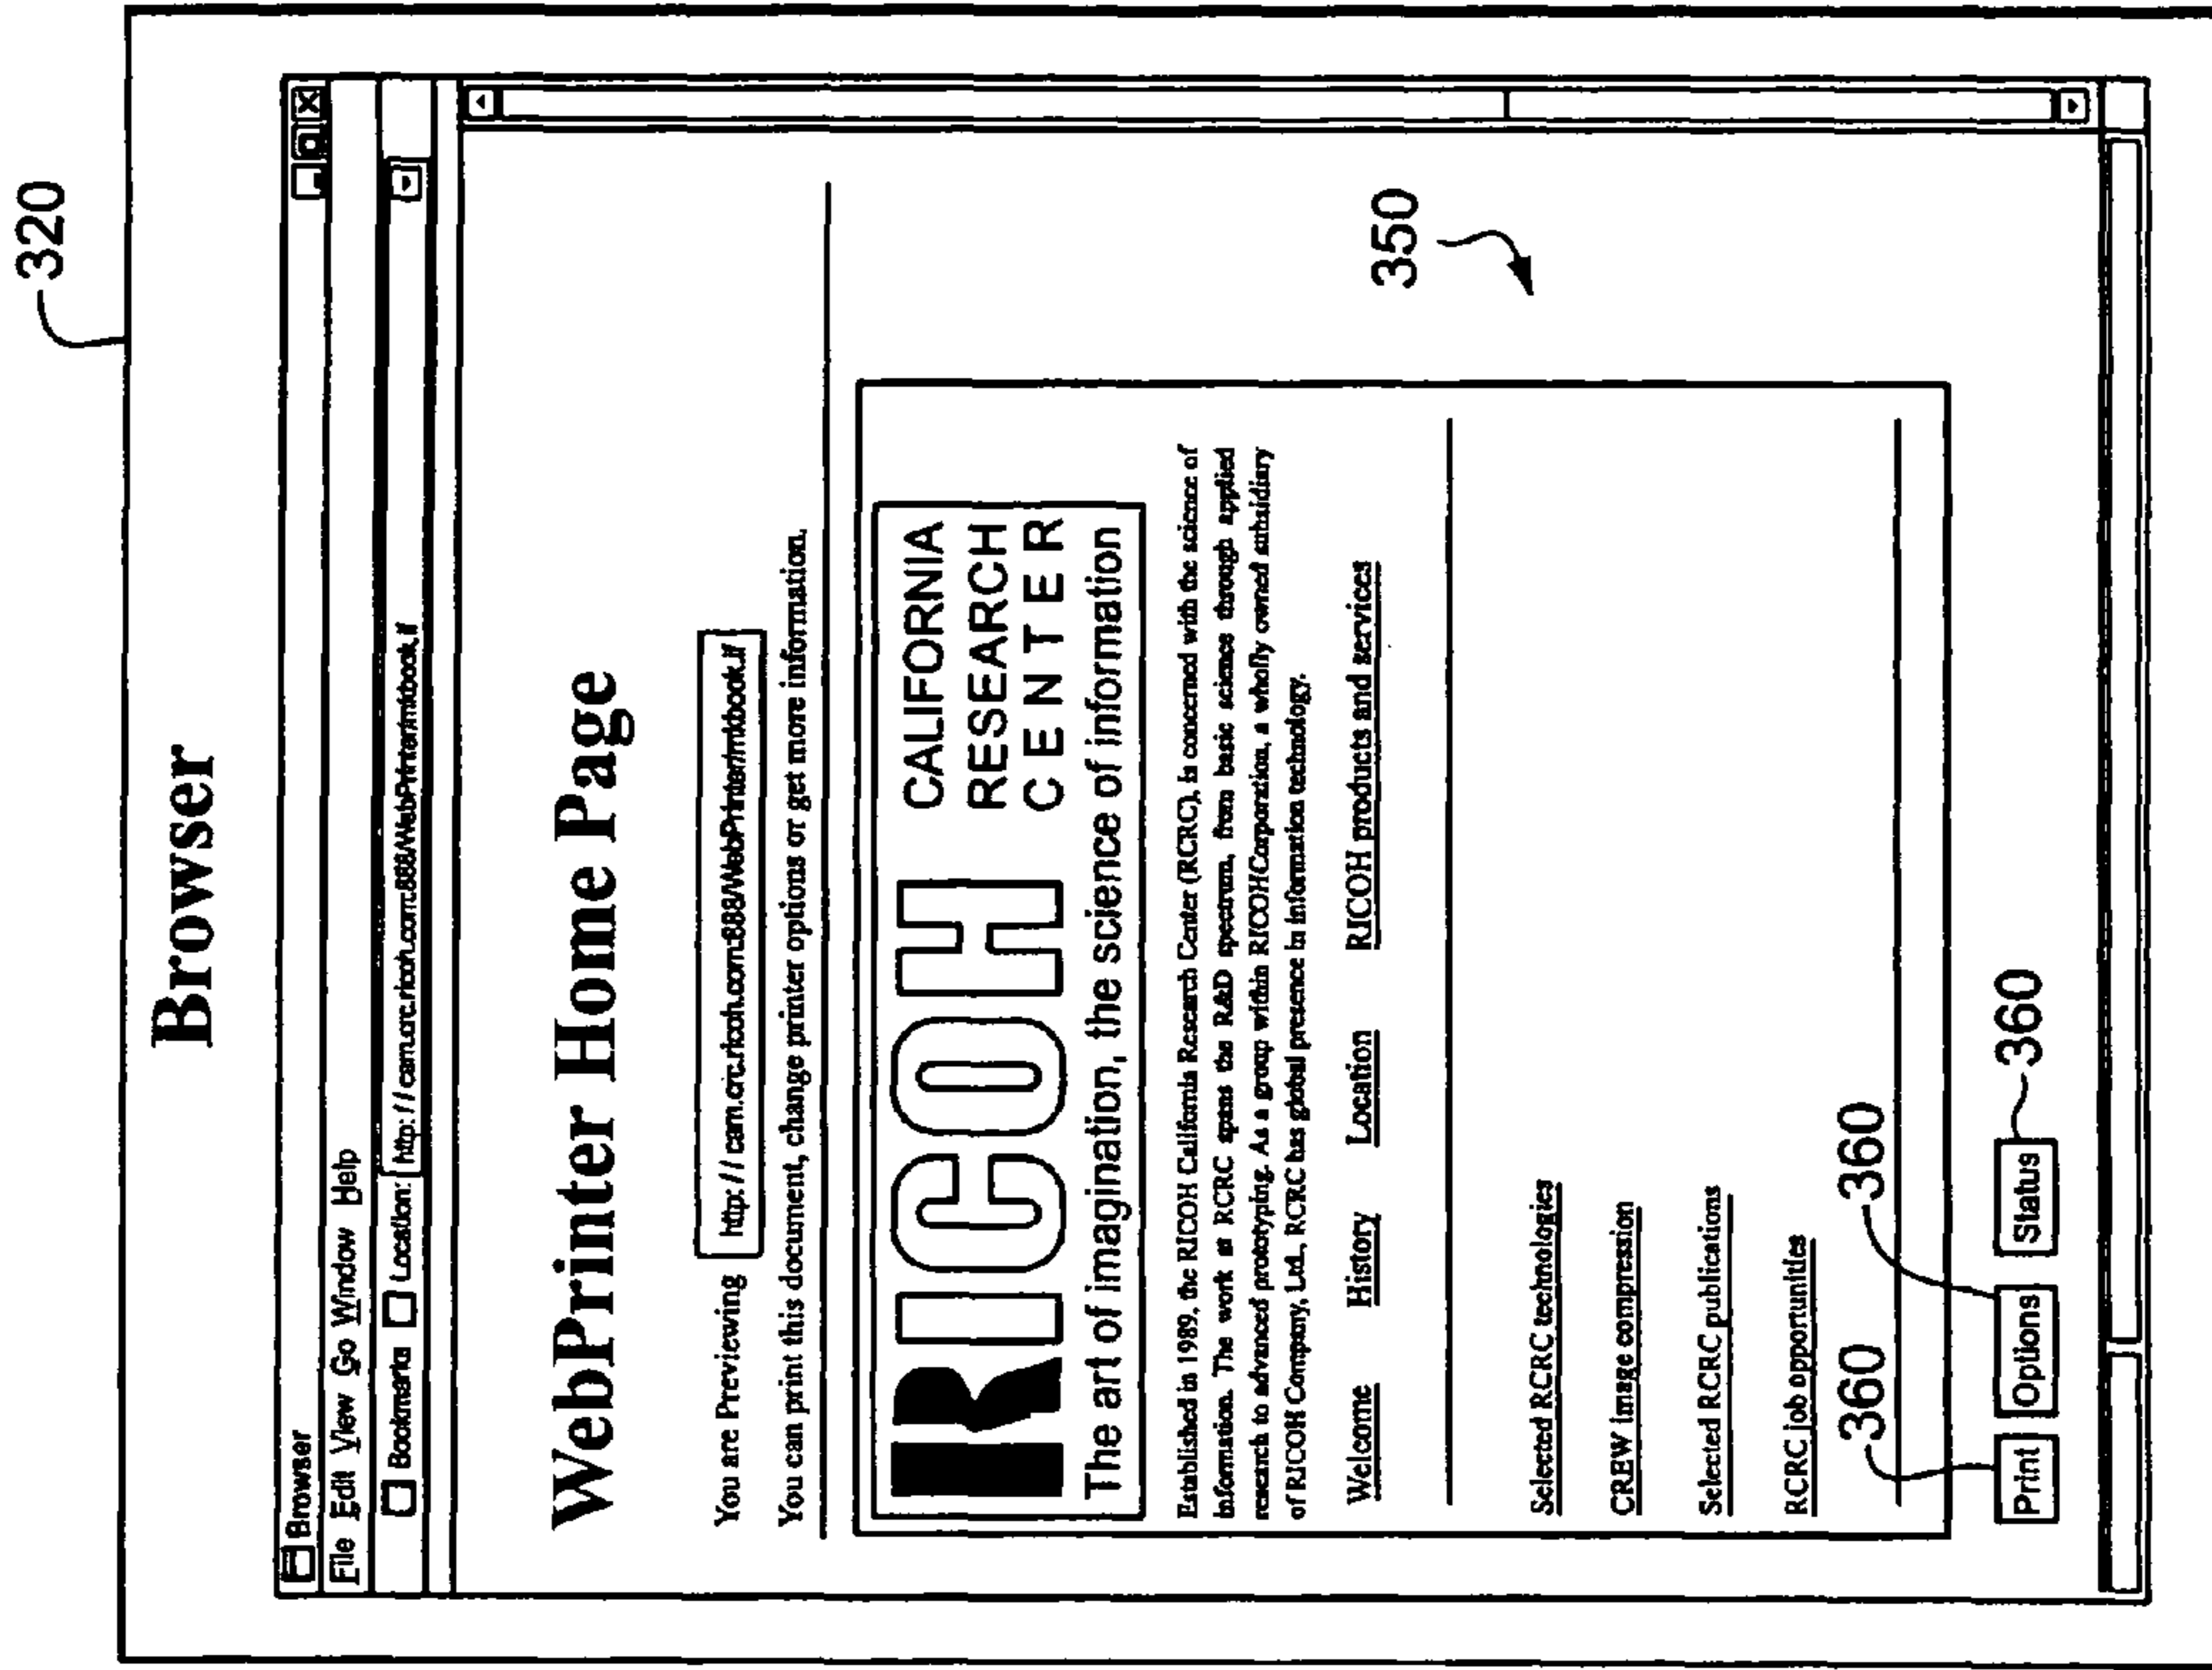 320
Browser
Browser
File Edit View Go Window Help
Bookmarks Location: http://cam.crc.ricoh.com:888/WebPrinter/mkbook.if
WebPrinter Home Page
You are Previewing http://cam.crc.ricoh.com:888/WebPrinter/mkbook.if
You can print this document, change printer options or get more information.
RICOH CALIFORNIA
RESEARCH
CENTER
The art of imagination, the science of information
Established in 1989, the RICOH California Research Center (RCRC), is concerned with the science of
information. The work at RCRC spans the R&D spectrum, from basic science through applied
research to advanced prototyping. As a group within RICOHCorporation, a wholly owned subsidiary
of RICOH Company, Ltd., RCRC has global presence in information technology.
Welcome History Location RICOH products and services
350
Selected RCRC technologies
CREW image compression
Selected RCRC publications
RCRC job opportunities
360 360 360
Print Options Status